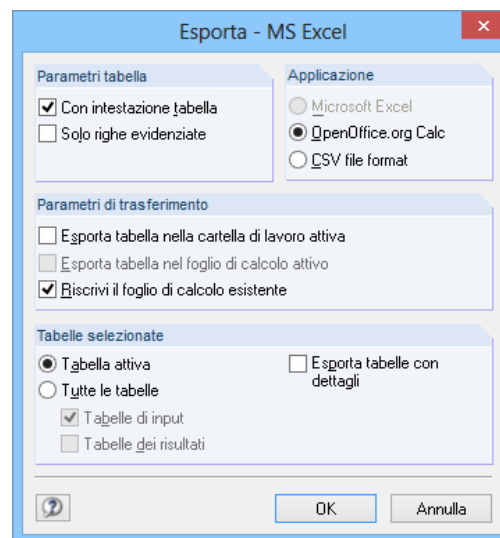 Esporta - MS Excel
Parametri tabella
Con intestazione tabella
Solo righe evidenziate
Applicazione
Microsoft Excel
OpenOffice.org Calc
CSV file format
Parametri di trasferimento
Esporta tabella nella cartella di lavoro attiva
Esporta tabella nel foglio di calcolo attivo
Riscrivi il foglio di calcolo esistente
Tabelle selezionate
Tabella attiva
Tutte le tabelle
Tabelle di input
Tabelle dei risultati
Esporta tabelle con
dettagli
OK
Annulla